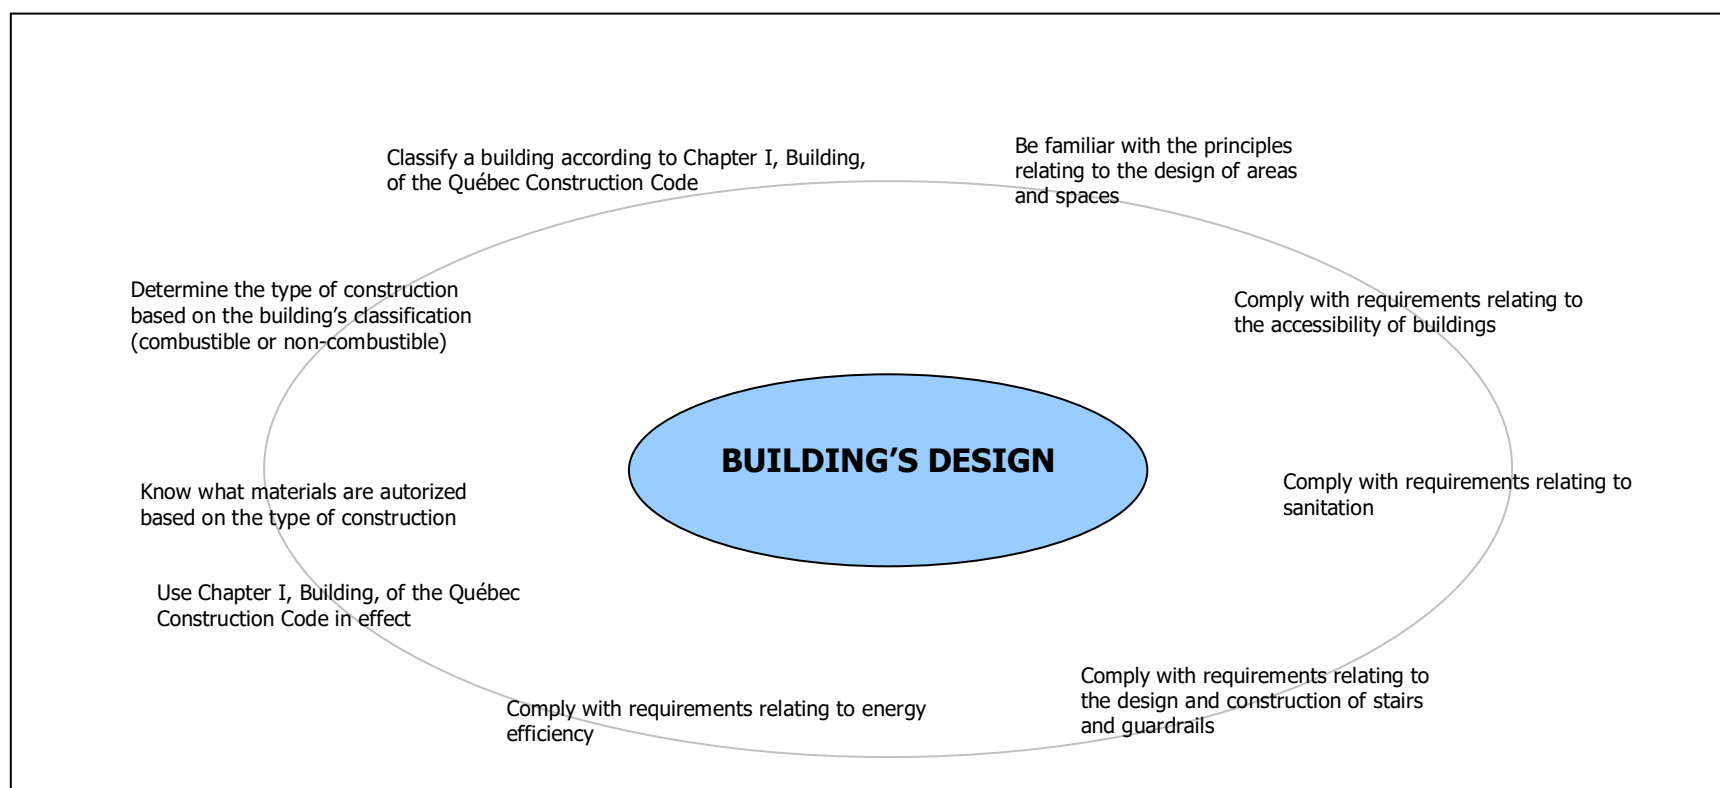 Classify a building according to Chapter I, Building,
of the Québec Construction Code
Be familiar with the principles
relating to the design of areas
and spaces
Determine the type of construction
based on the building’s classification
(combustible or non-combustible)
Comply with requirements relating to
the accessibility of buildings
BUILDING’S DESIGN
Know what materials are autorized
based on the type of construction
Comply with requirements relating to
sanitation
Use Chapter I, Building, of the Québec
Construction Code in effect
Comply with requirements relating to energy
efficiency
Comply with requirements relating to
the design and construction of stairs
and guardrails